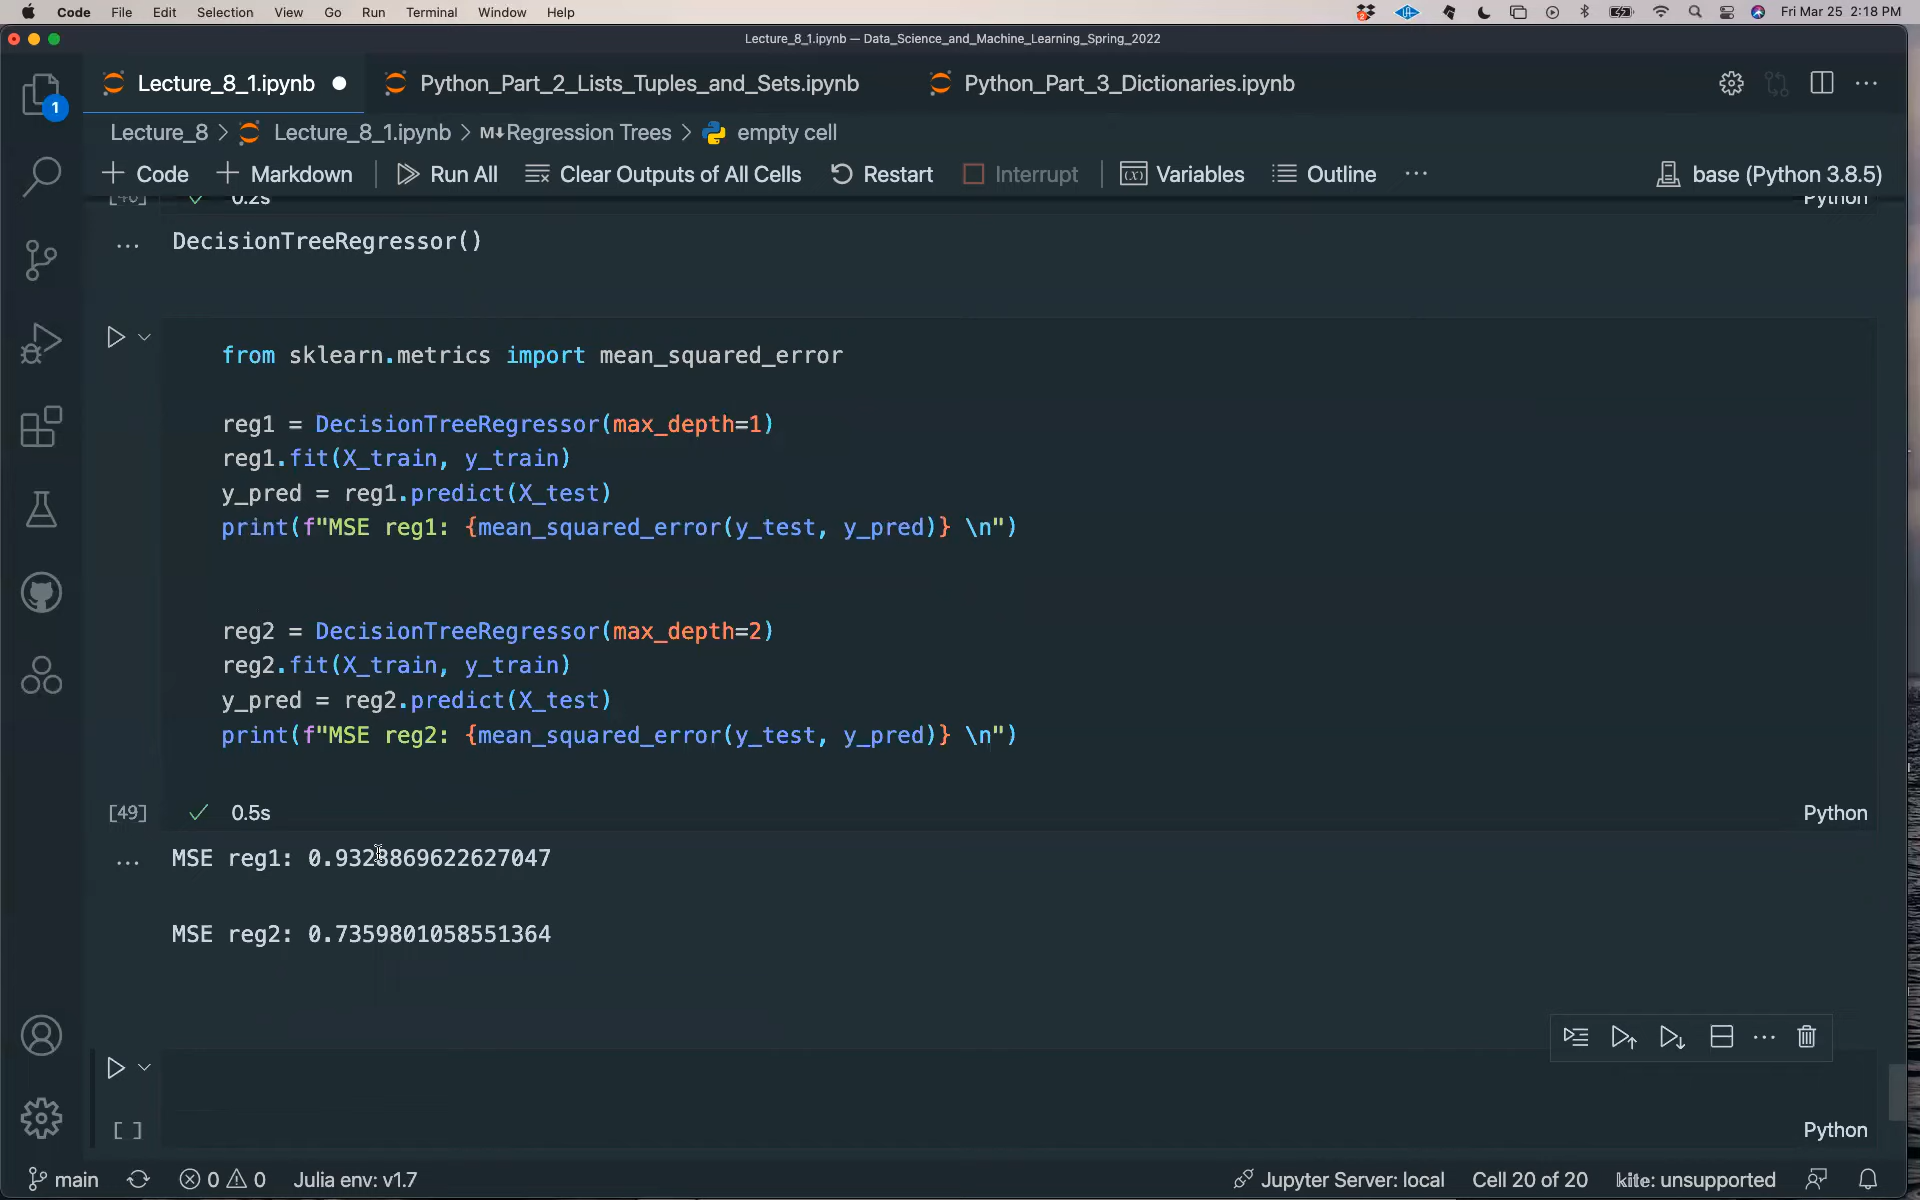 Code File Edit Selection View Go Run Terminal Window Help Fri Mar 25 2:18 PM
Lecture_8_1.ipynb — Data_Science_and_Machine_Learning_Spring_2022
Lecture_8_1.ipynb Python_Part_2_Lists_Tuples_and_Sets.ipynb Python_Part_3_Dictionaries.ipynb
1
Lecture_8 > Lecture_8_1.ipynb > M↓Regression Trees > empty cell
+ Code + Markdown Run All Clear Outputs of All Cells Restart Interrupt Variables Outline ... base (Python 3.8.5)
✓ 0.2s Python
... DecisionTreeRegressor()
from sklearn.metrics import mean_squared_error
reg1 = DecisionTreeRegressor(max_depth=1)
reg1.fit(X_train, y_train)
y_pred = reg1.predict(X_test)
print(f"MSE reg1: {mean_squared_error(y_test, y_pred)} \n")
reg2 = DecisionTreeRegressor(max_depth=2)
reg2.fit(X_train, y_train)
y_pred = reg2.predict(X_test)
print(f"MSE reg2: {mean_squared_error(y_test, y_pred)} \n")
[49] ✓ 0.5s Python
... MSE reg1: 0.9328869622627047
MSE reg2: 0.7359801058551364
[ ] Python
main 0 0 Julia env: v1.7 Jupyter Server: local Cell 20 of 20 kite: unsupported